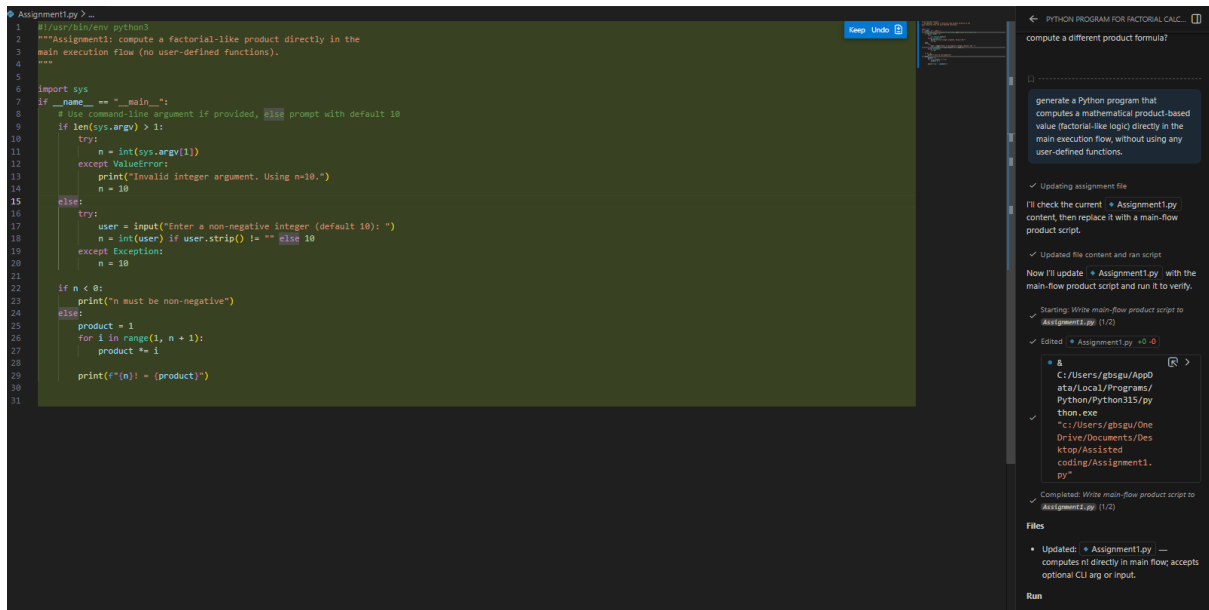 Assignment1.py > ...
1 #!/usr/bin/env python3
2 """Assignment1: compute a factorial-like product directly in the
3 main execution flow (no user-defined functions).
4 """
5
6 import sys
7 if __name__ == "__main__":
8     # Use command-line argument if provided, else prompt with default 10
9     if len(sys.argv) > 1:
10         try:
11             n = int(sys.argv[1])
12         except ValueError:
13             print("Invalid integer argument. Using n=10.")
14             n = 10
15     else:
16         try:
17             user = input("Enter a non-negative integer (default 10): ")
18             n = int(user) if user.strip() != "" else 10
19         except Exception:
20             n = 10
21
22     if n < 0:
23         print("n must be non-negative")
24     else:
25         product = 1
26         for i in range(1, n + 1):
27             product *= i
28
29         print(f"{n}! = {product}")
30
31
Keep Undo
PYTHON PROGRAM FOR FACTORIAL CALC...
compute a different product formula?
generate a Python program that
computes a mathematical product-based
value (factorial-like logic) directly in the
main execution flow, without using any
user-defined functions.
Updating assignment file
I'll check the current Assignment1.py
content, then replace it with a main-flow
product script.
Updated file content and ran script
Now I'll update Assignment1.py with the
main-flow product script and run it to verify.
Starting: Write main-flow product script to
Assignment1.py (1/2)
Edited Assignment1.py +0 -0
&
C:/Users/gbsgu/AppD
ata/Local/Programs/
Python/Python315/py
thon.exe
"c:/Users/gbsgu/One
Drive/Documents/Des
ktop/Assisted
coding/Assignment1.
py"
Completed: Write main-flow product script to
Assignment1.py (1/2)
Files
• Updated: Assignment1.py —
computes n! directly in main flow; accepts
optional CLI arg or input.
Run